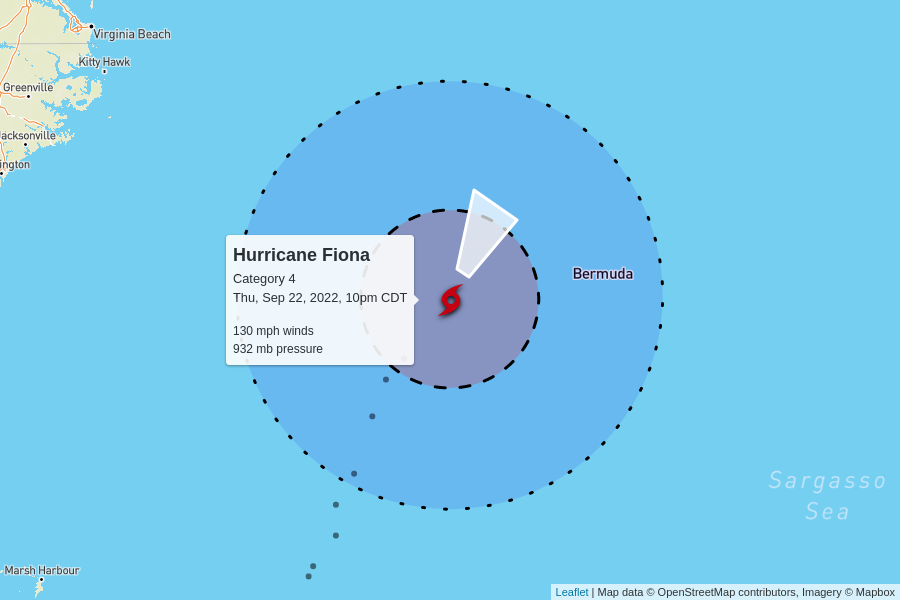 Virginia Beach
Kitty Hawk
Greenville
Jacksonville
ington
Hurricane Fiona
Category 4
Thu, Sep 22, 2022, 10pm CDT
130 mph winds
932 mb pressure
Bermuda
Sargasso
Sea
Marsh Harbour
Leaflet | Map data © OpenStreetMap contributors, Imagery © Mapbox